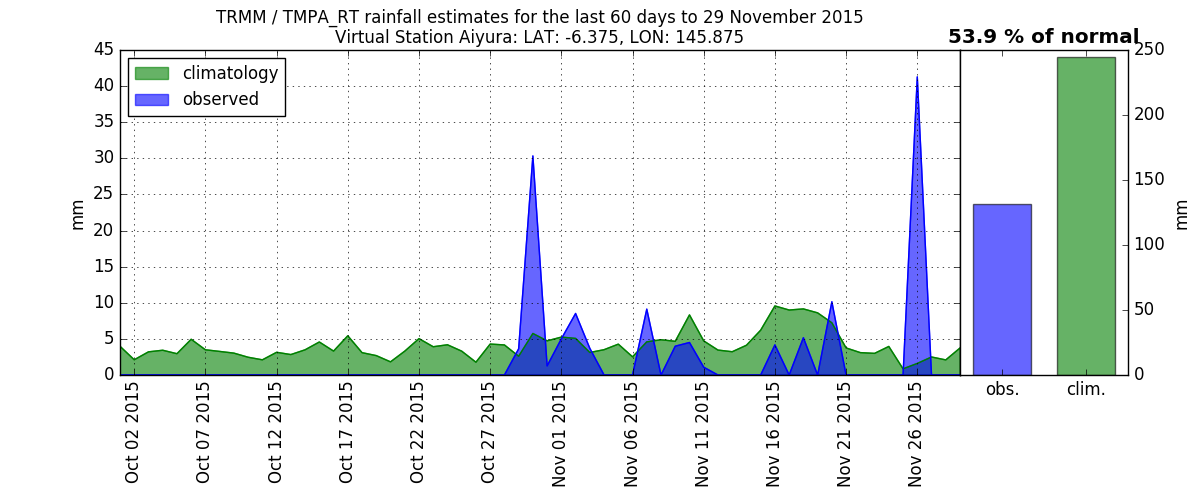 TRMM / TMPA_RT rainfall estimates for the last 60 days to 29 November 2015
Virtual Station Aiyura: LAT: -6.375, LON: 145.875
53.9 % of normal
climatology
observed
45
40
35
30
25
20
15
10
5
0
mm
Oct 02 2015
Oct 07 2015
Oct 12 2015
Oct 17 2015
Oct 22 2015
Oct 27 2015
Nov 01 2015
Nov 06 2015
Nov 11 2015
Nov 16 2015
Nov 21 2015
Nov 26 2015
250
200
150
100
50
0
mm
obs.
clim.